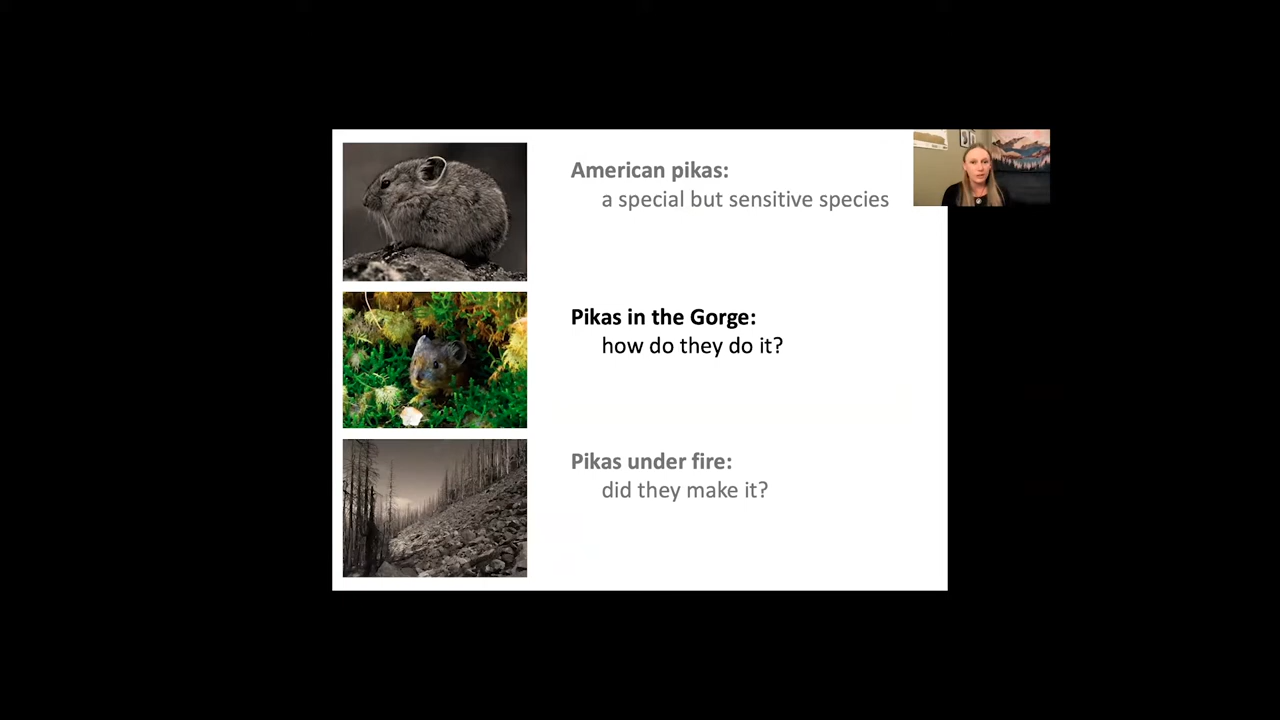 American pikas:
a special but sensitive species
Pikas in the Gorge:
how do they do it?
Pikas under fire:
did they make it?